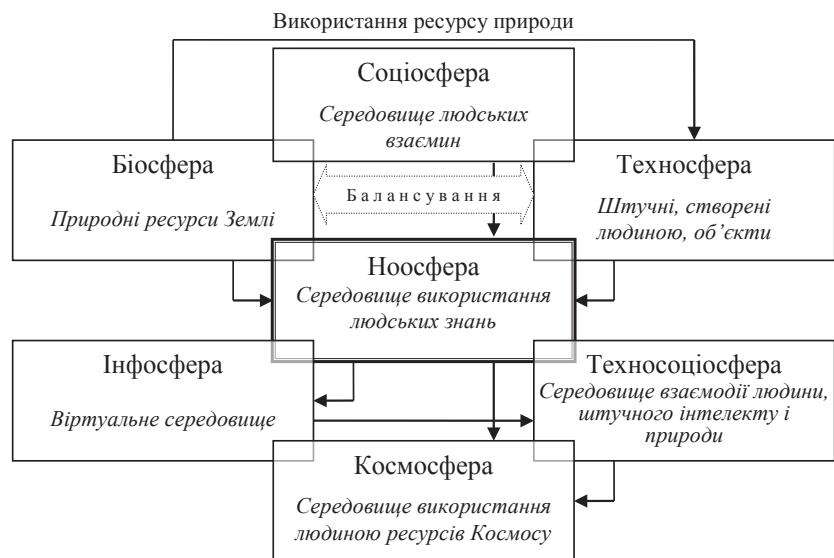 Використання ресурсу природи
Соціосфера
Середовище людських
взаємин
Біосфера
Природні ресурси Землі
Балансування
Техносфера
Штучні, створені
людиною, об’єкти
Ноосфера
Середовище використання
людських знань
Інфосфера
Віртуальне середовище
Техносоціосфера
Середовище взаємодії людини,
штучного інтелекту і
природи
Космосфера
Середовище використання
людиною ресурсів Космосу